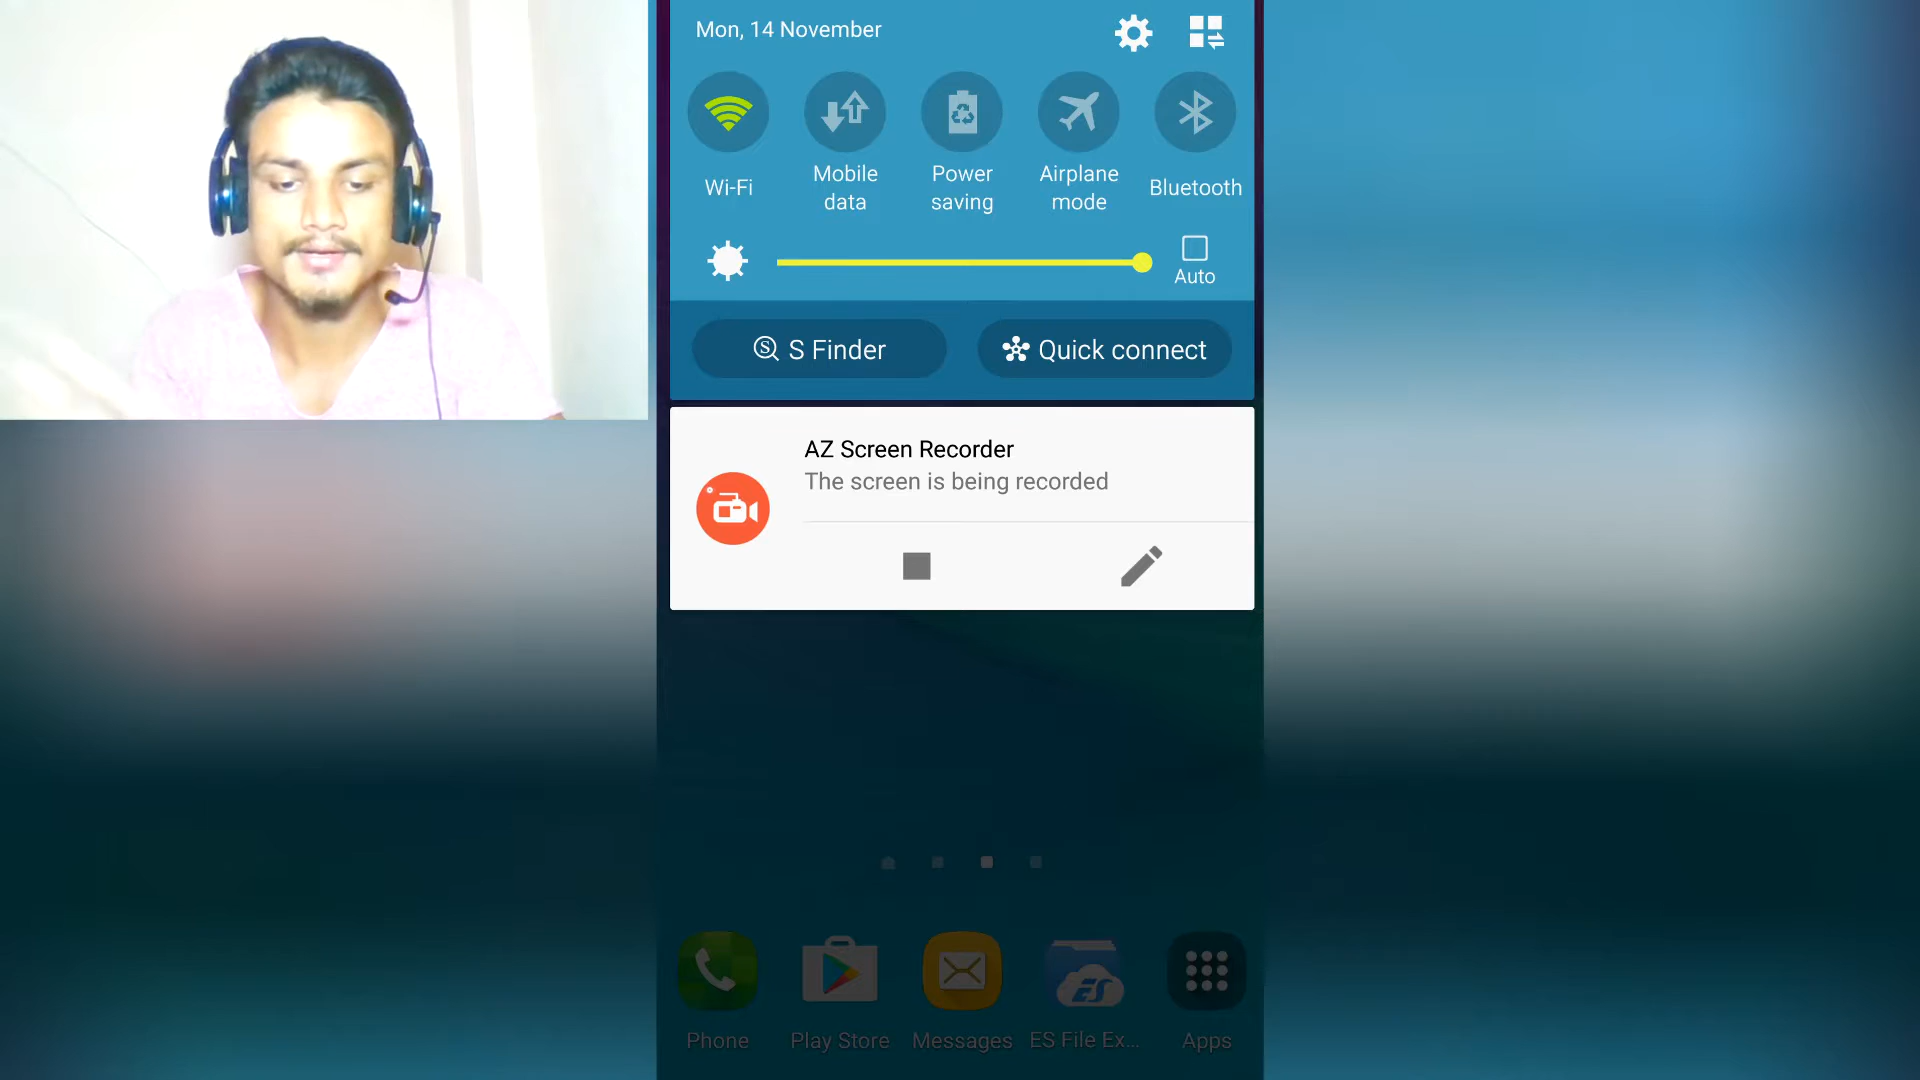 Mon, 14 November
Wi-Fi
Mobile
data
Power
saving
Airplane
mode
Bluetooth
Auto
S Finder
Quick connect
AZ Screen Recorder
The screen is being recorded
ES
Phone
Play Store
Messages
ES File Ex...
Apps